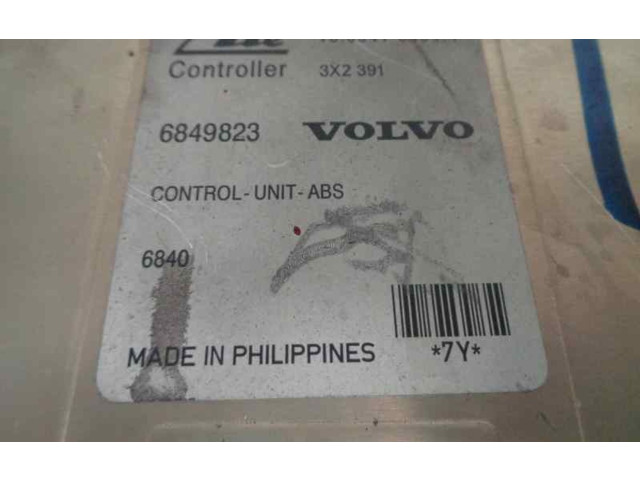 Controller 3X2 391
6849823 VOLVO
CONTROL-UNIT-ABS
6840
MADE IN PHILIPPINES *7Y*